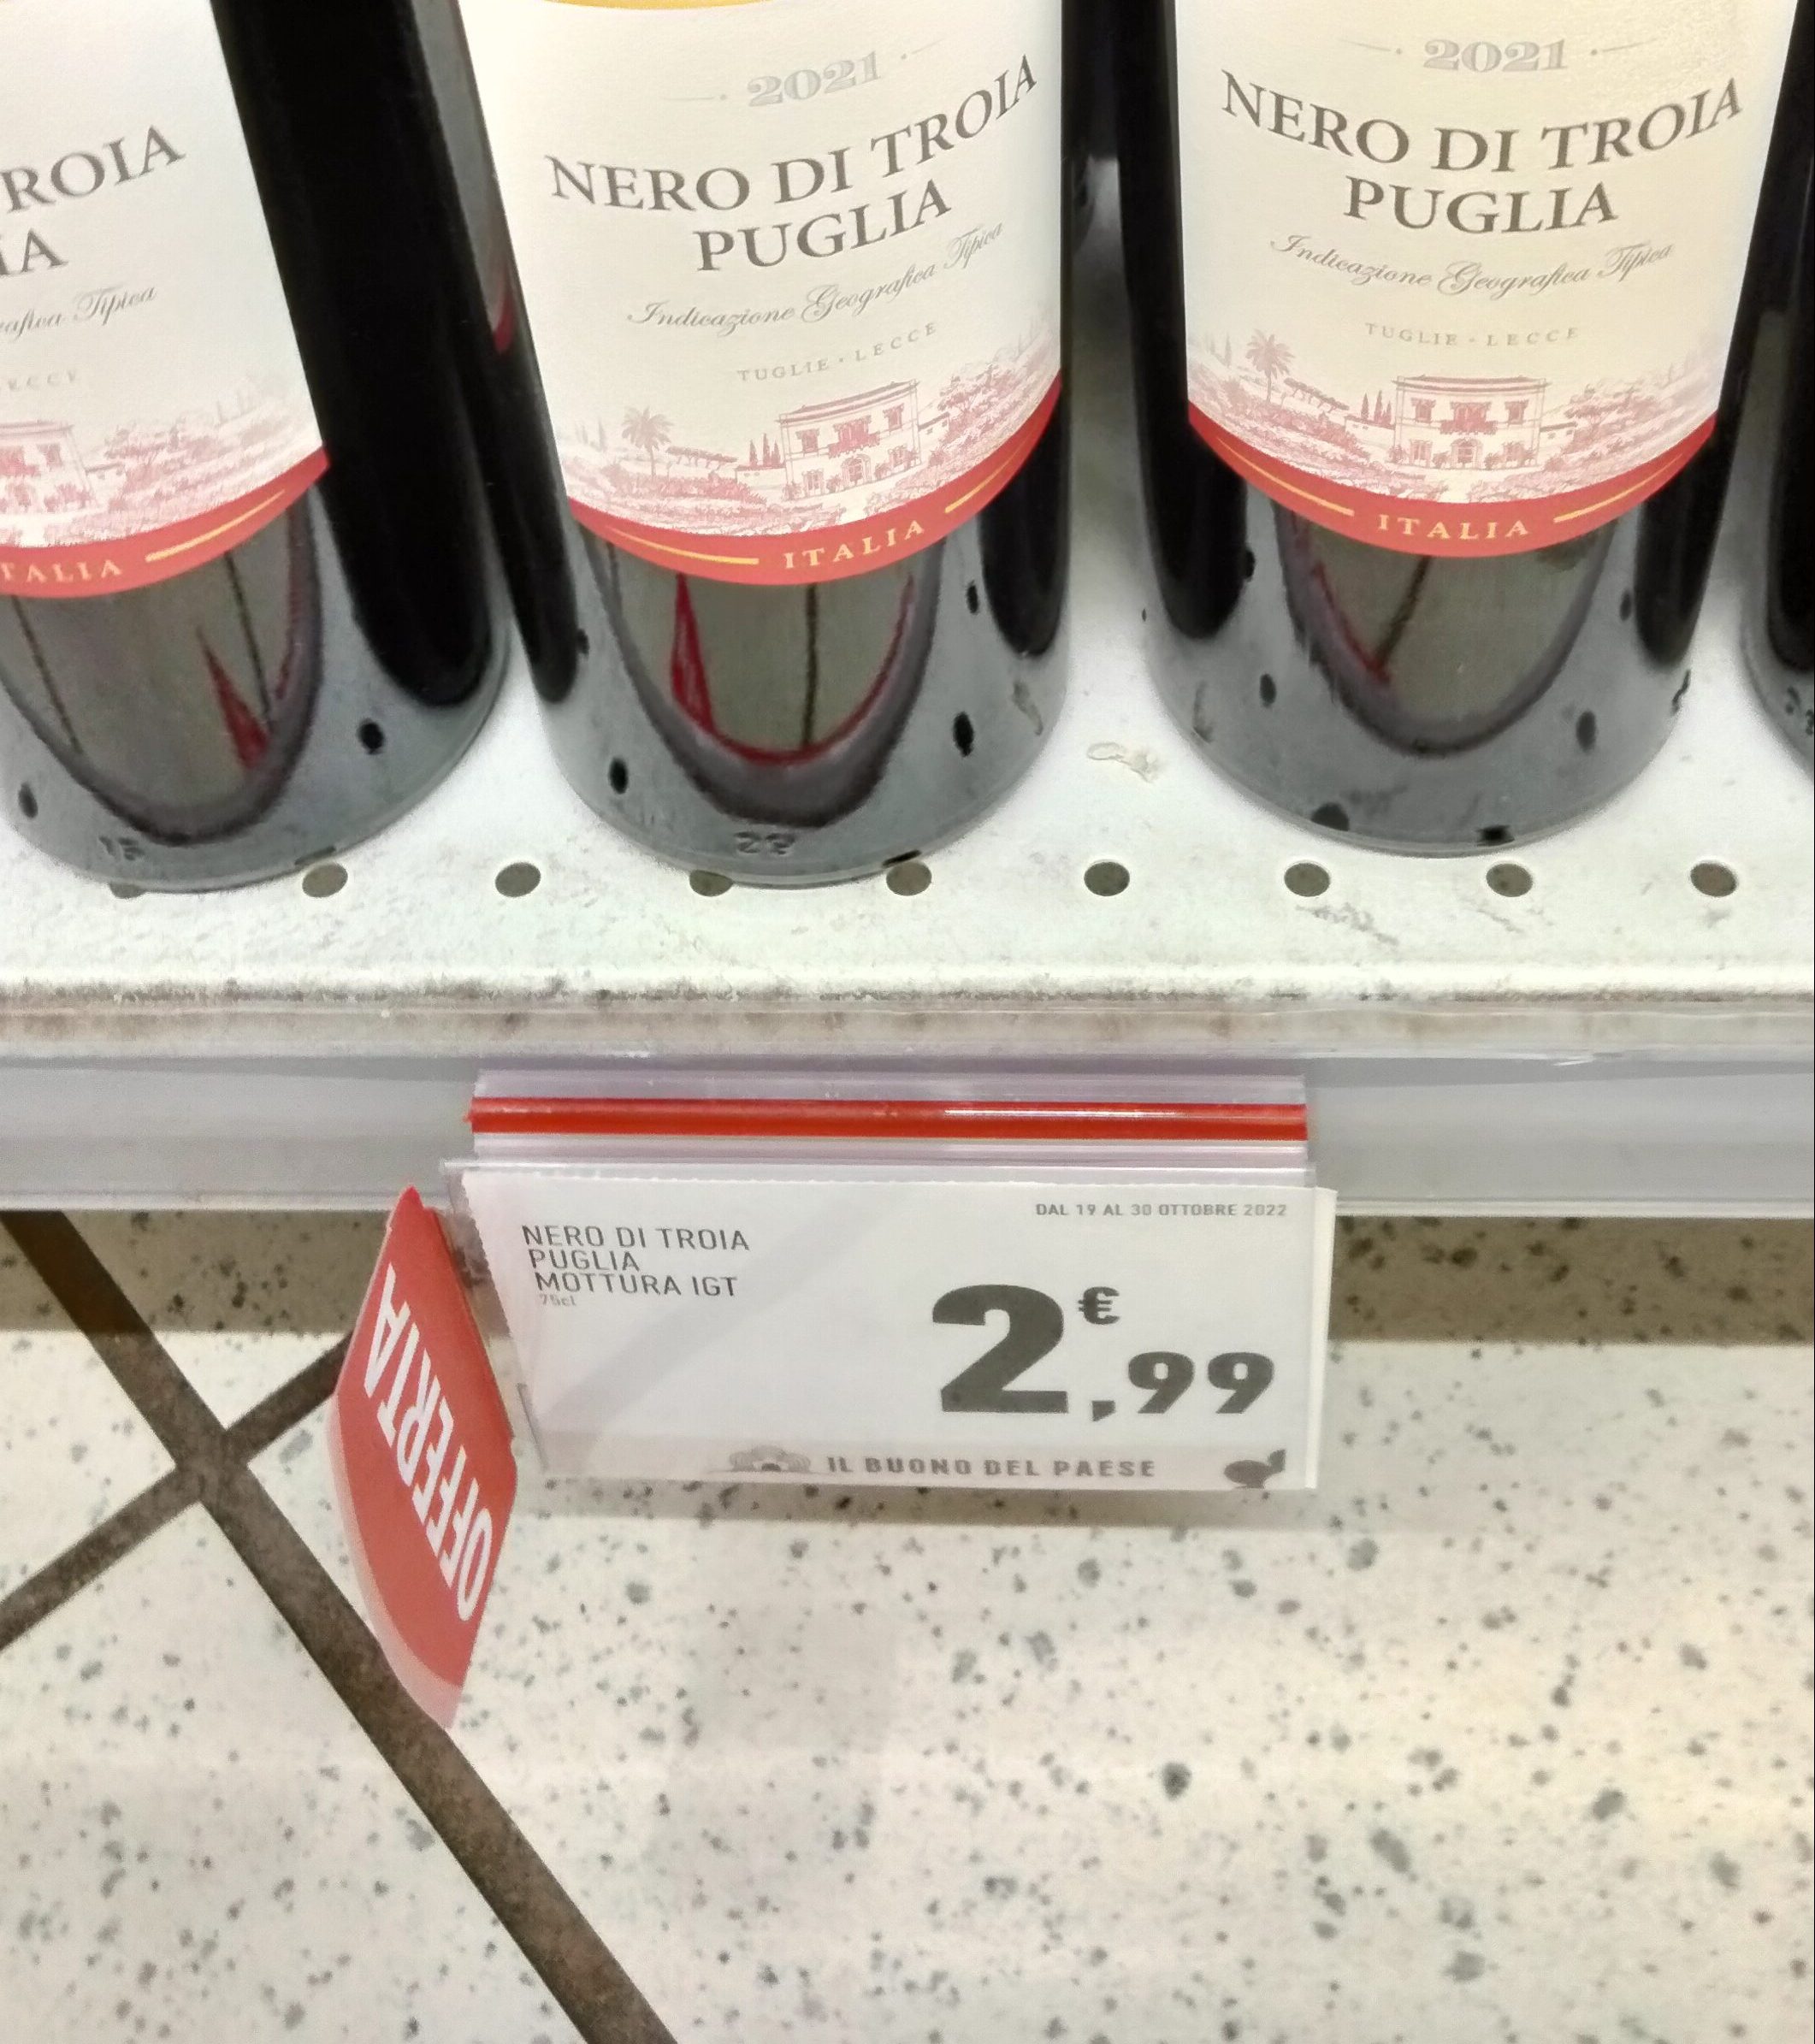 ROIA
IA
Tipica
TALIA
2021
NERO DI TROIA
PUGLIA
Indicazione Geografica Tipica
TUGLIE · LECCE
ITALIA
2021
NERO DI TROIA
PUGLIA
Indicazione Geografica Tipica
TUGLIE · LECCE
ITALIA
OFFERTA
DAL 19 AL 30 OTTOBRE 2022
NERO DI TROIA
PUGLIA
MOTTURA IGT
75cl
2,99 €
IL BUONO DEL PAESE